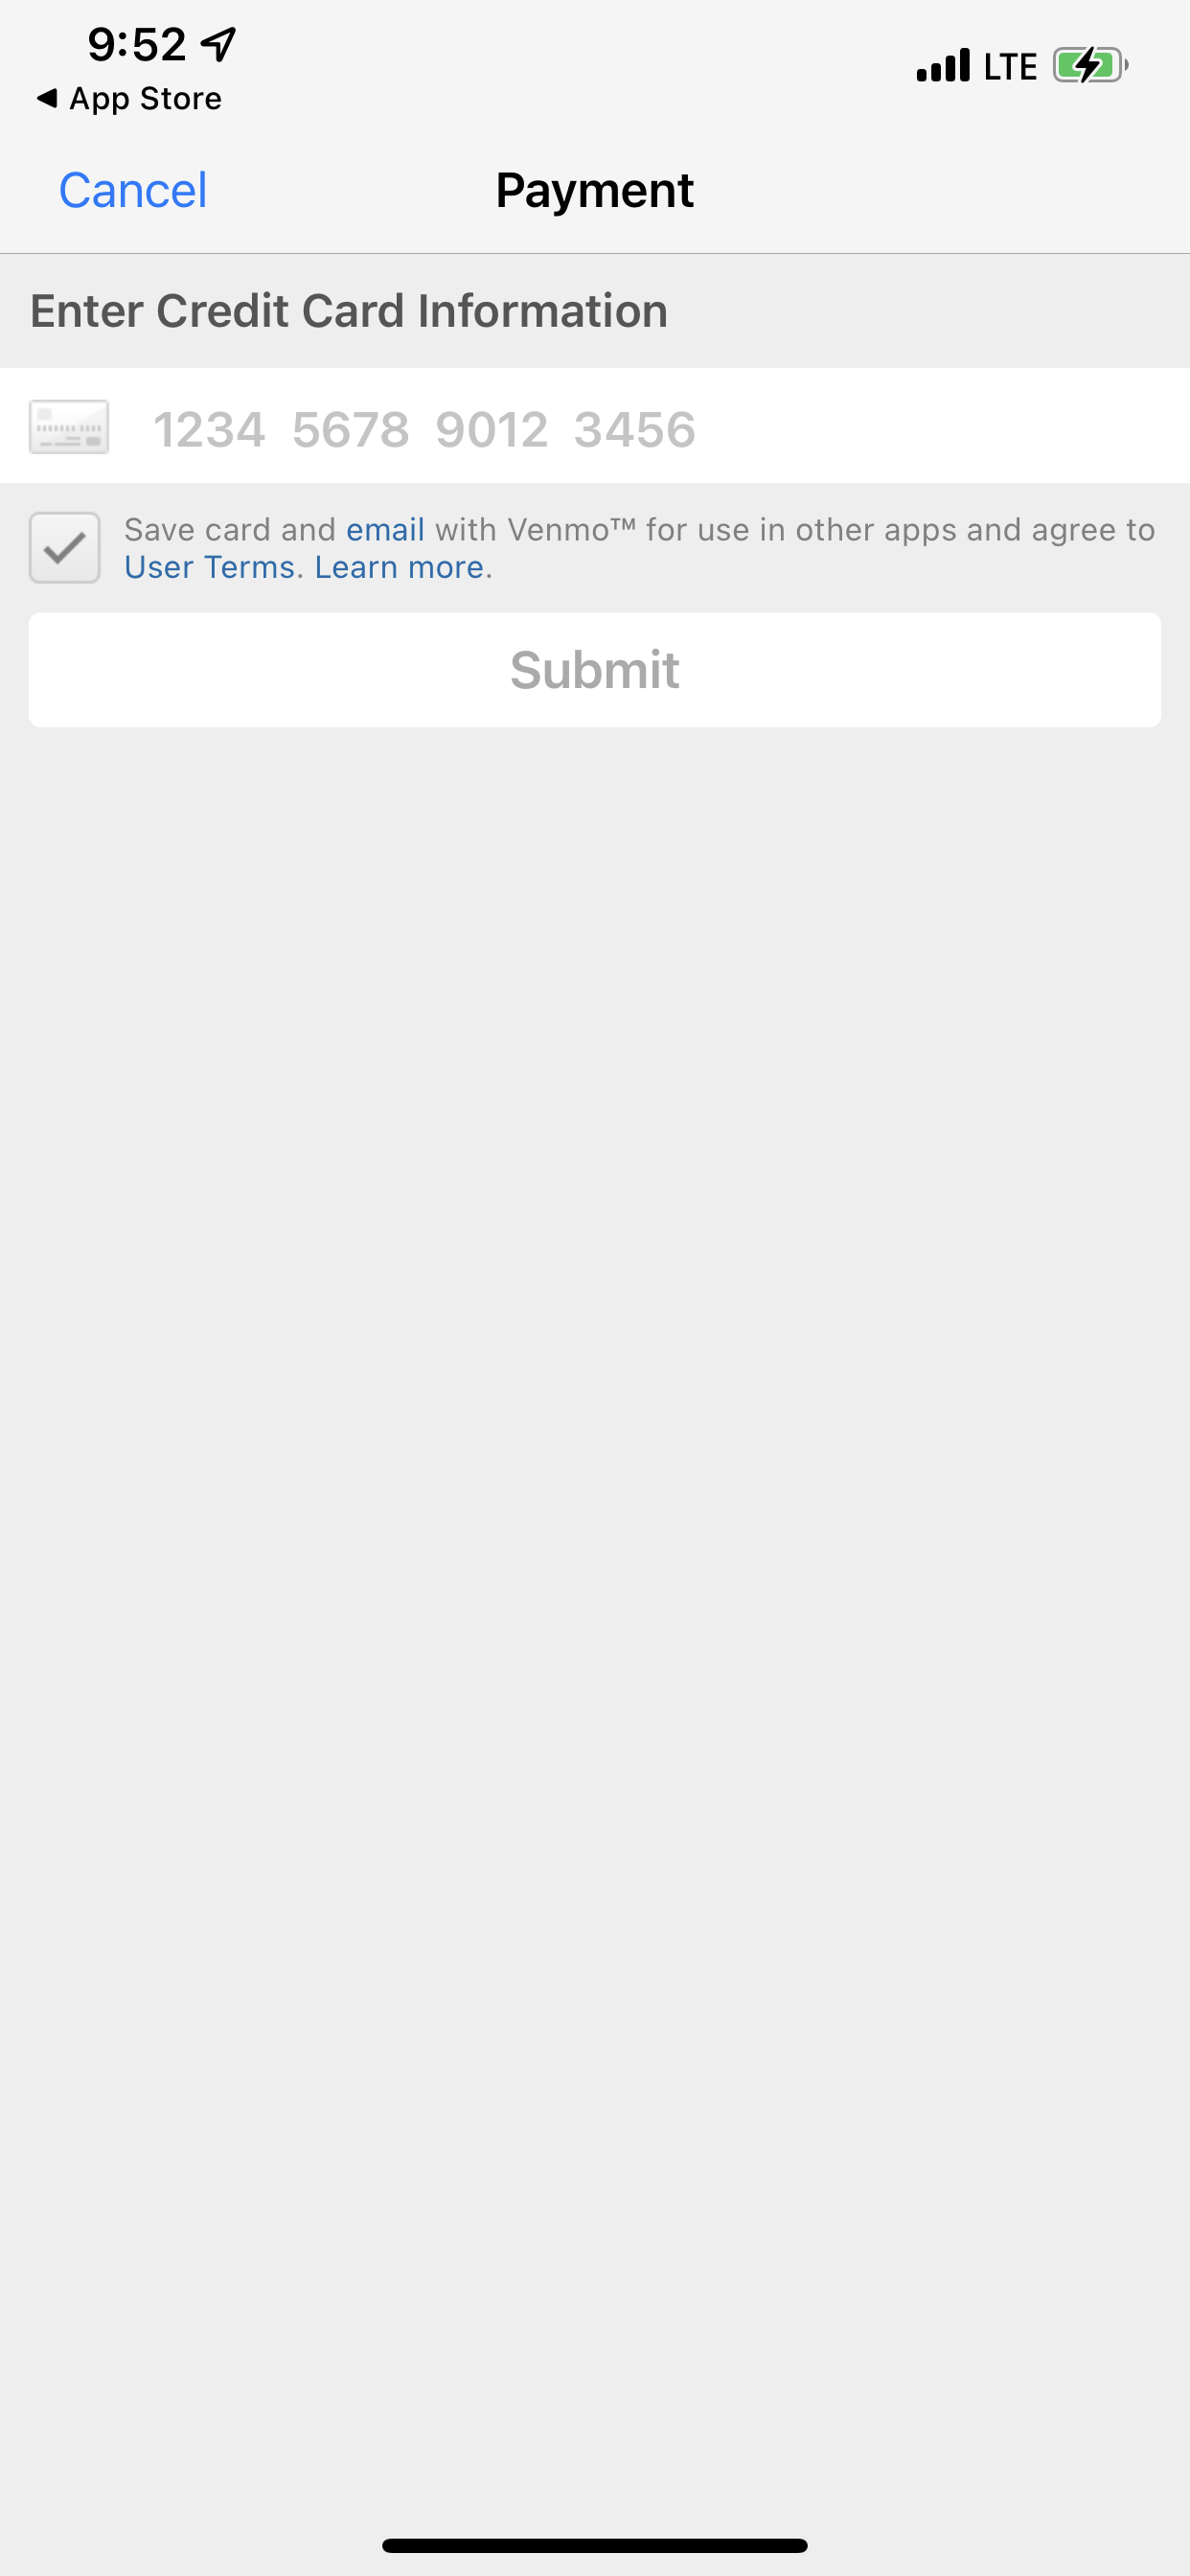 9:52
LTE
App Store
Cancel
Payment
Enter Credit Card Information
1234 5678 9012 3456
Save card and email with Venmo™ for use in other apps and agree to
User Terms. Learn more.
Submit